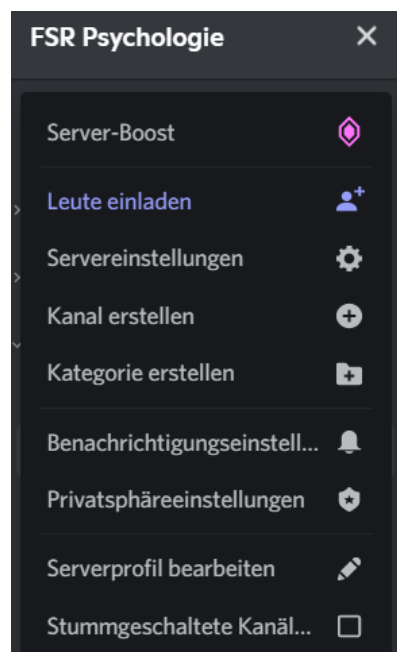 FSR Psychologie
Server-Boost
Leute einladen
Servereinstellungen
Kanal erstellen
Kategorie erstellen
Benachrichtigungseinstell...
Privatsphäreeinstellungen
Serverprofil bearbeiten
Stummgeschaltete Kanäl...